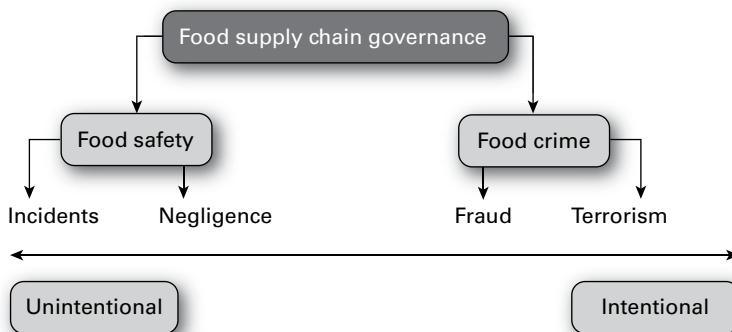 Food supply chain governance
Food safety
Food crime
Incidents
Negligence
Fraud
Terrorism
Unintentional
Intentional